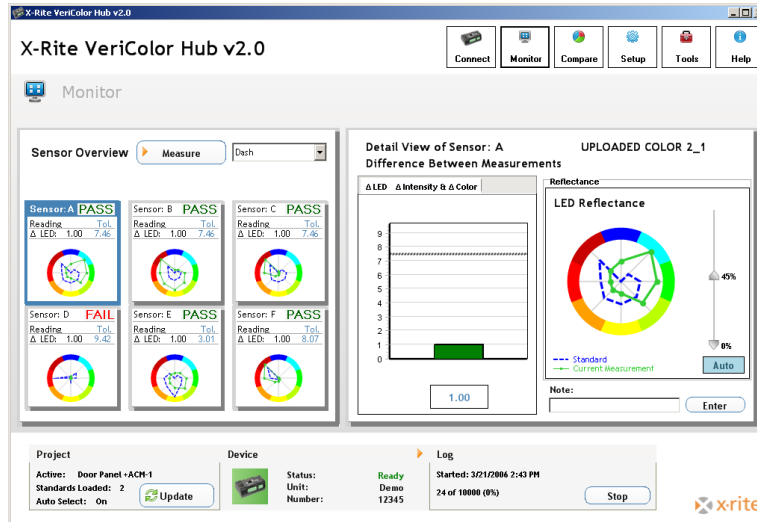 X-Rite VeriColor Hub v2.0
X-Rite VeriColor Hub v2.0
Connect Monitor Compare Setup Tools Help
Monitor
Sensor Overview Measure Dash
Sensor: A PASS Sensor: B PASS Sensor: C PASS
Reading Tol. Reading Tol. Reading Tol.
Δ LED: 1.00 7.46 Δ LED: 1.00 7.46 Δ LED: 1.00 7.46
Sensor: D FAIL Sensor: E PASS Sensor: F PASS
Reading Tol. Reading Tol. Reading Tol.
Δ LED: 1.00 9.42 Δ LED: 1.00 3.01 Δ LED: 1.00 8.07
Detail View of Sensor: A UPLOADED COLOR 2_1
Difference Between Measurements
Δ LED Δ Intensity & Δ Color
9
8
7
6
5
4
3
2
1
0
1.00
Reflectance
LED Reflectance
45%
0%
Standard
Current Measurement
Auto
Note:
Enter
Project
Active: Door Panel +ACM-1
Standards Loaded: 2
Auto Select: On
Update
Device
Status: Ready
Unit: Demo
Number: 12345
Log
Started: 3/21/2006 2:43 PM
24 of 10000 (0%)
Stop
x·rite